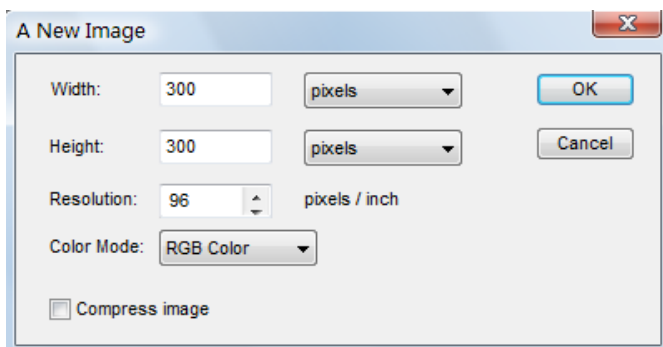 A New Image
Width: 300 pixels OK
Height: 300 pixels Cancel
Resolution: 96 pixels / inch
Color Mode: RGB Color
Compress image